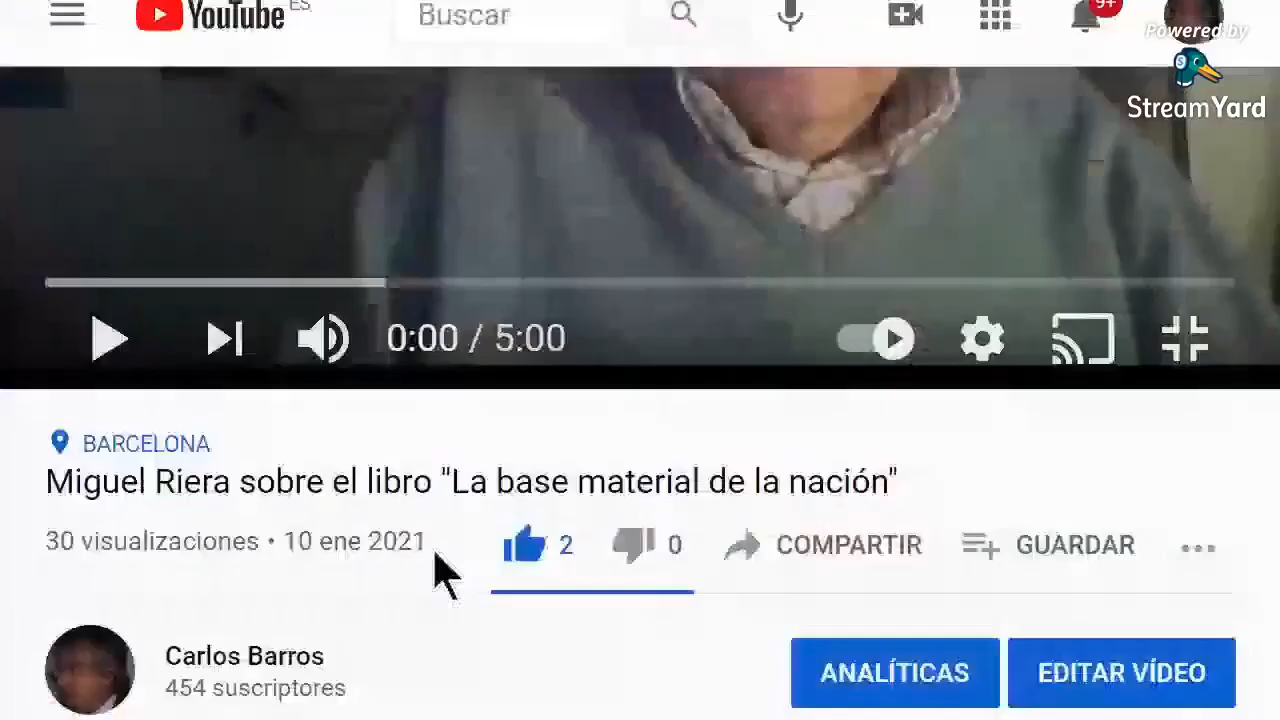 YouTube ES
Buscar
9+
Powered by
StreamYard
0:00 / 5:00
BARCELONA
Miguel Riera sobre el libro "La base material de la nación"
30 visualizaciones • 10 ene 2021
2
0
COMPARTIR
GUARDAR
Carlos Barros
454 suscriptores
ANALÍTICAS
EDITAR VÍDEO